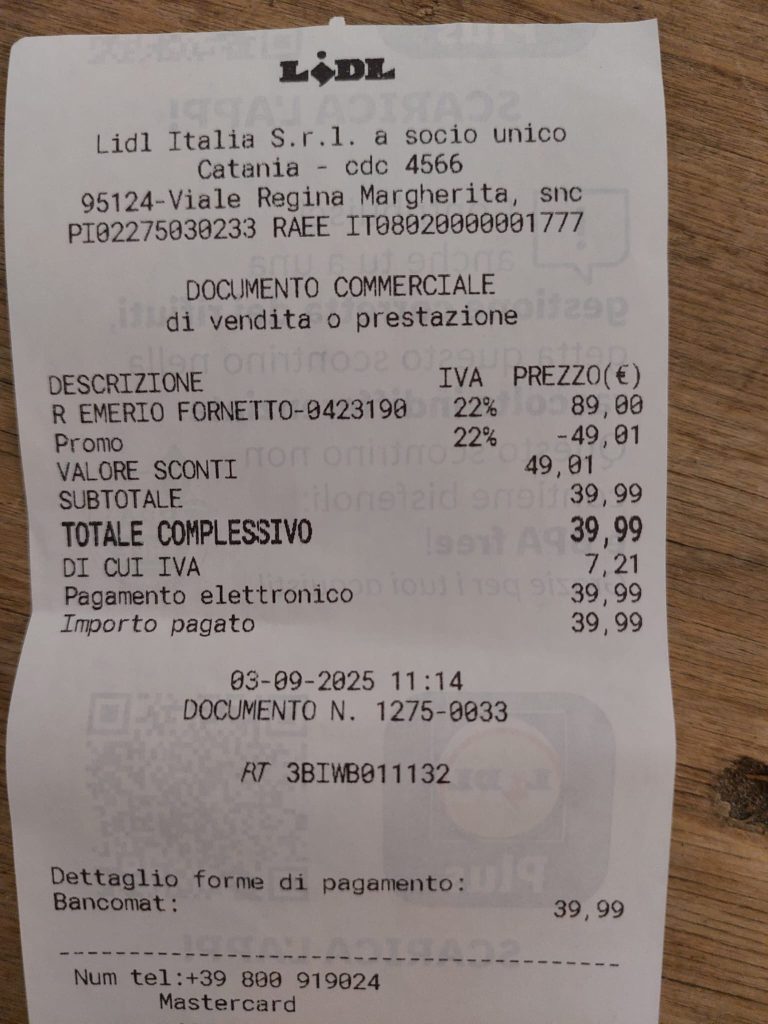 LiDL
Lidl Italia S.r.l. a socio unico
Catania - cdc 4566
95124-Viale Regina Margherita, snc
PI02275030233 RAEE IT08020000001777
DOCUMENTO COMMERCIALE
di vendita o prestazione
DESCRIZIONE IVA PREZZO(€)
R EMERIO FORNETTO-0423190 22% 89,00
Promo 22% -49,01
VALORE SCONTI 49,01
SUBTOTALE 39,99
TOTALE COMPLESSIVO 39,99
DI CUI IVA 7,21
Pagamento elettronico 39,99
Importo pagato 39,99
03-09-2025 11:14
DOCUMENTO N. 1275-0033
RT 3BIWB011132
Dettaglio forme di pagamento:
Bancomat: 39,99
--------------------------------------------
Num tel:+39 800 919024
Mastercard